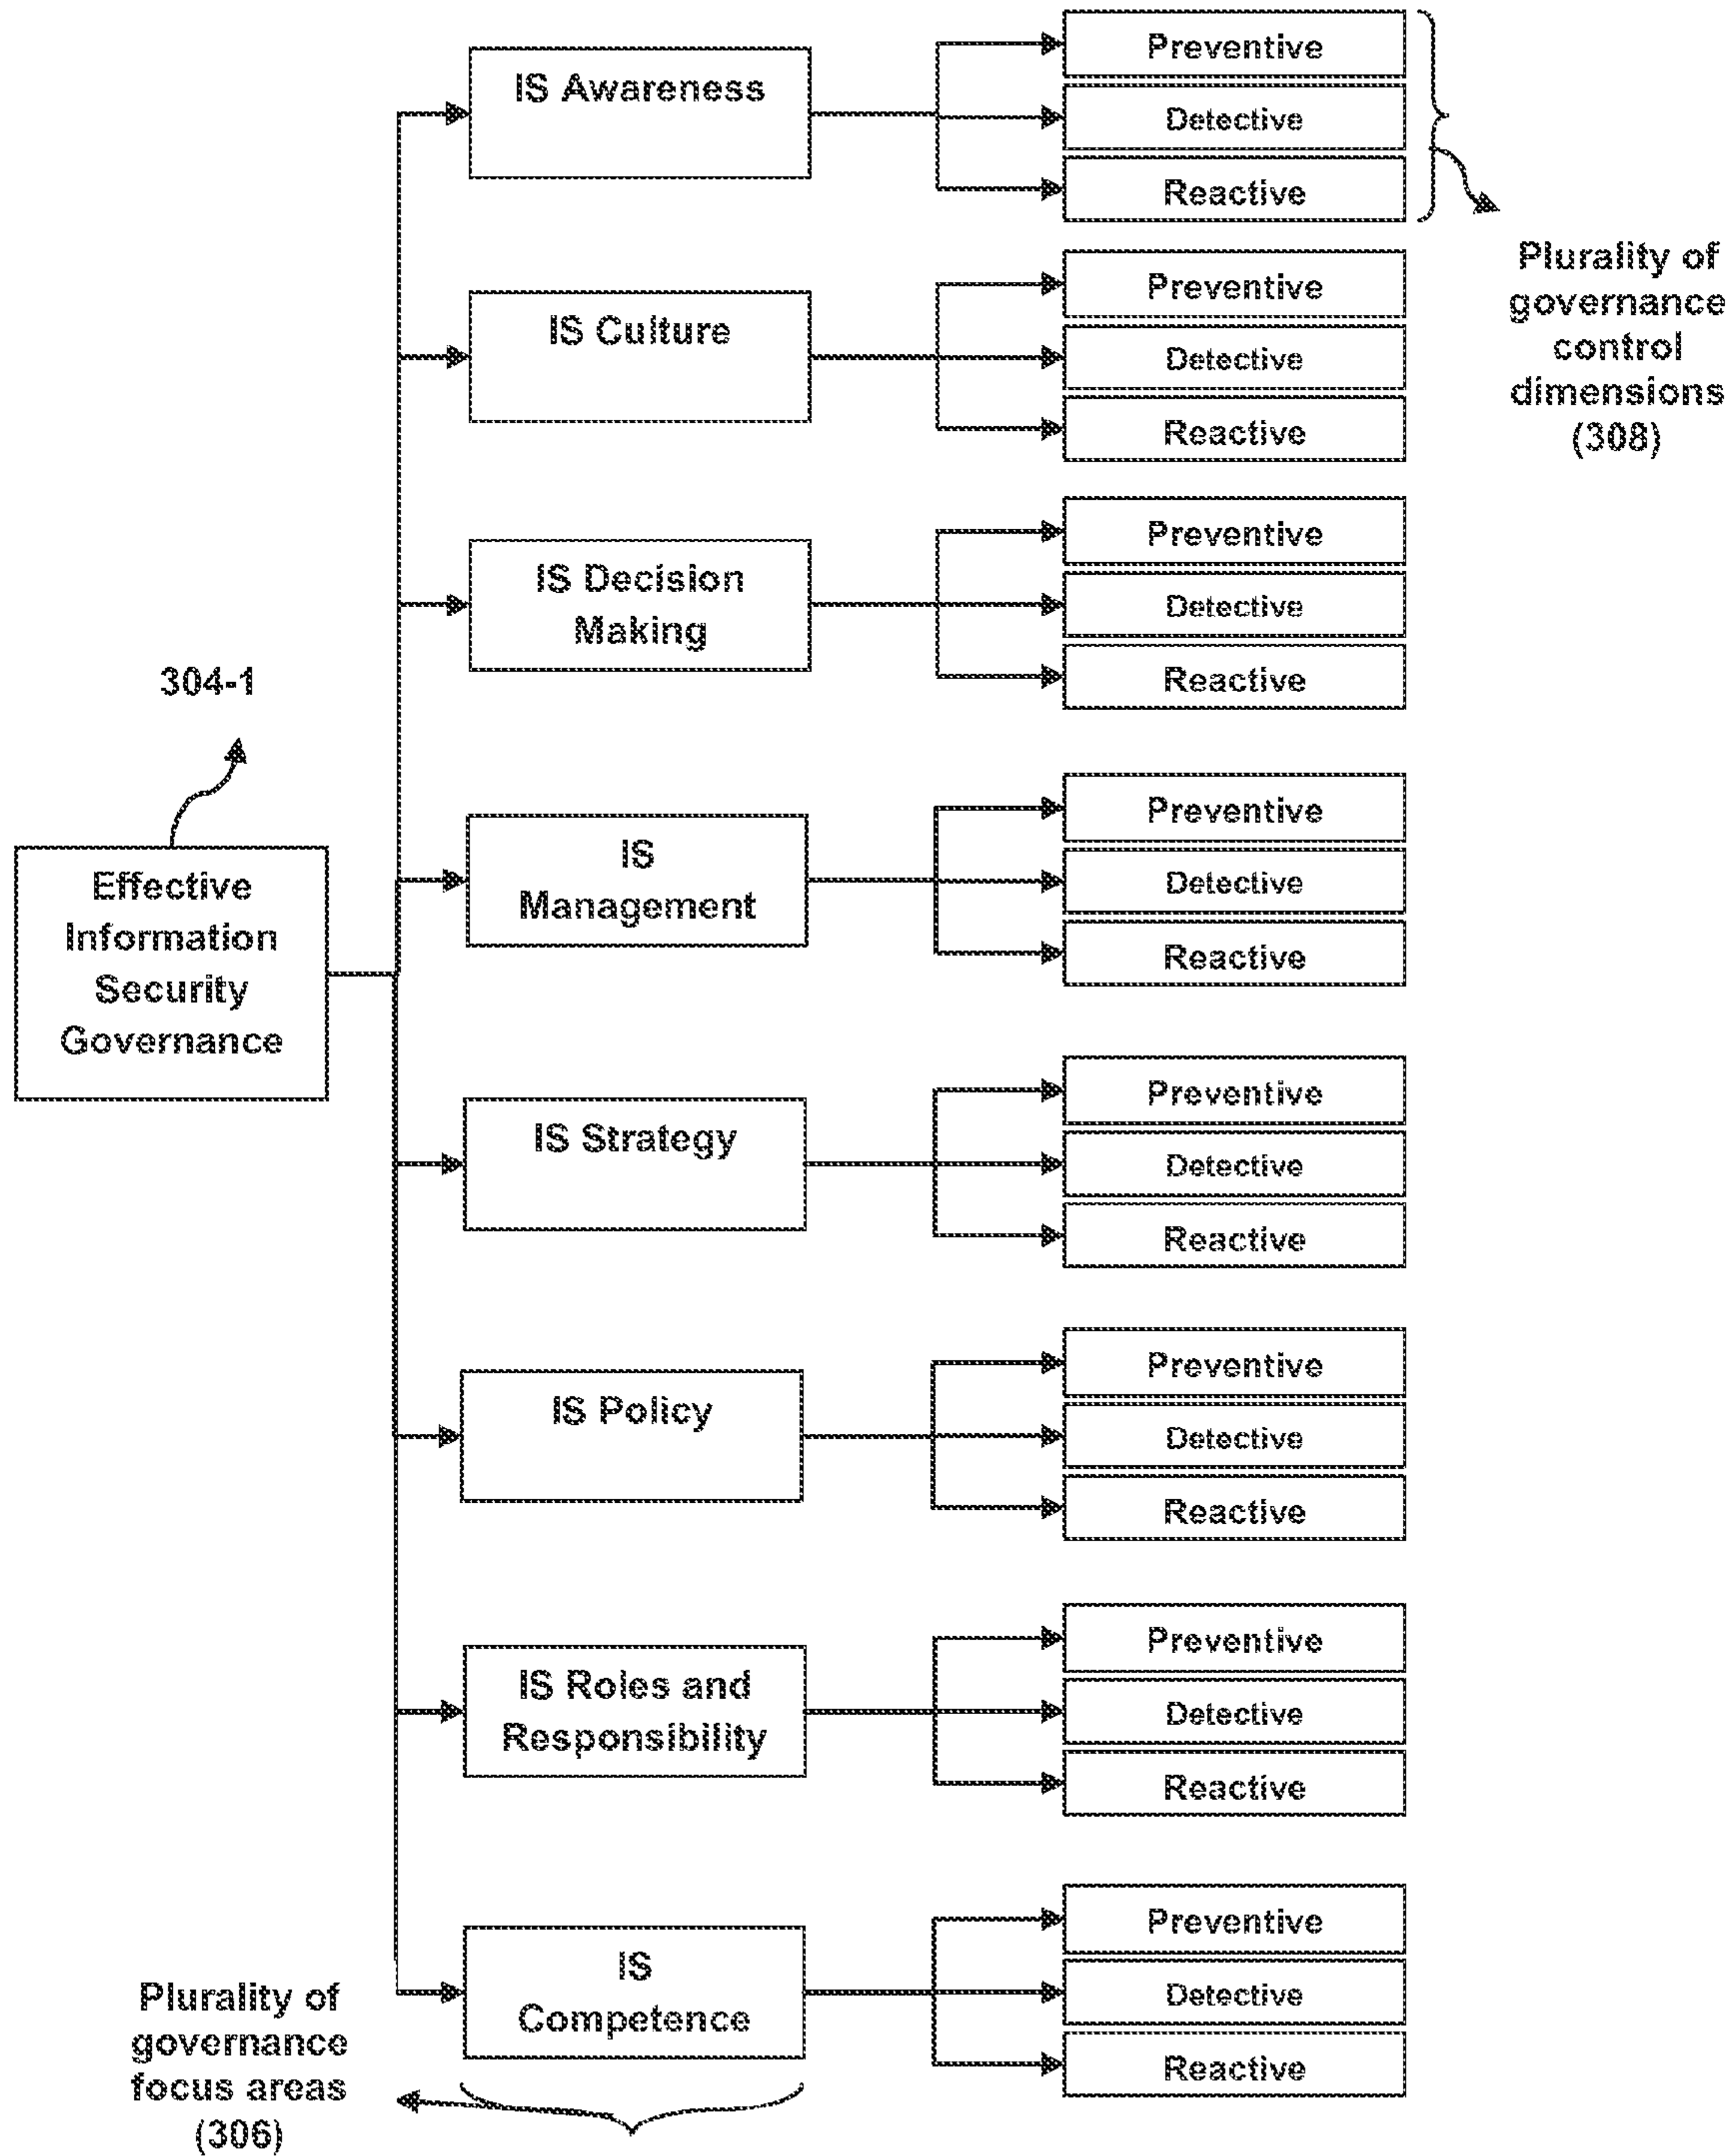 IS Awareness
Preventive
Detective
Reactive
Plurality of
governance
control
dimensions
(308)
IS Culture
Preventive
Detective
Reactive
IS Decision
Making
Preventive
Detective
Reactive
304-1
Effective
Information
Security
Governance
IS
Management
Preventive
Detective
Reactive
IS Strategy
Preventive
Detective
Reactive
IS Policy
Preventive
Detective
Reactive
IS Roles and
Responsibility
Preventive
Detective
Reactive
IS
Competence
Preventive
Detective
Reactive
Plurality of
governance
focus areas
(306)